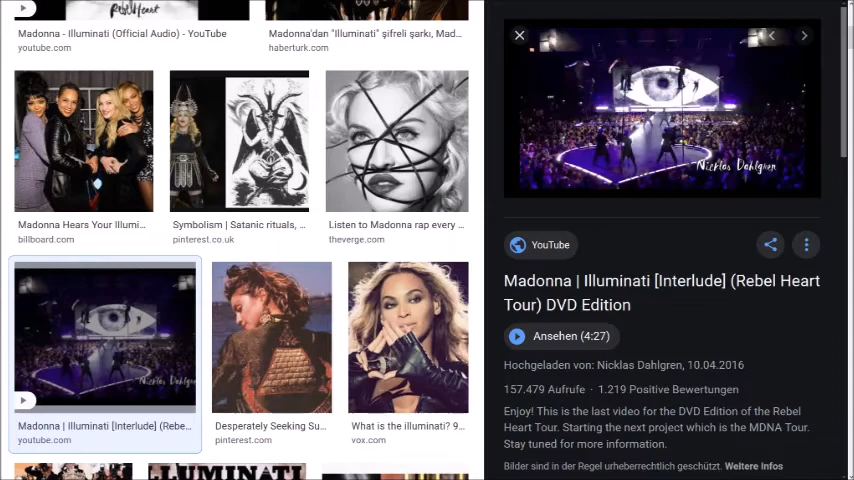 Rebel Heart
Madonna - Illuminati (Official Audio) - YouTube
youtube.com
Madonna'dan "Illuminati" şifreli şarkı, Mad...
haberturk.com
Madonna Hears Your Illumi...
billboard.com
Symbolism | Satanic rituals, ...
pinterest.co.uk
Listen to Madonna rap every ...
theverge.com
Nicklas Dahlgren
Madonna | Illuminati [Interlude] (Rebe...
youtube.com
Desperately Seeking Su...
pinterest.com
What is the illuminati? 9...
vox.com
ILLUMINATI
Nicklas Dahlgren
YouTube
Madonna | Illuminati [Interlude] (Rebel Heart
Tour) DVD Edition
Ansehen (4:27)
Hochgeladen von: Nicklas Dahlgren, 10.04.2016
157.479 Aufrufe · 1.219 Positive Bewertungen
Enjoy! This is the last video for the DVD Edition of the Rebel
Heart Tour. Starting the next project which is the MDNA Tour.
Stay tuned for more information.
Bilder sind in der Regel urheberrechtlich geschützt. Weitere Infos